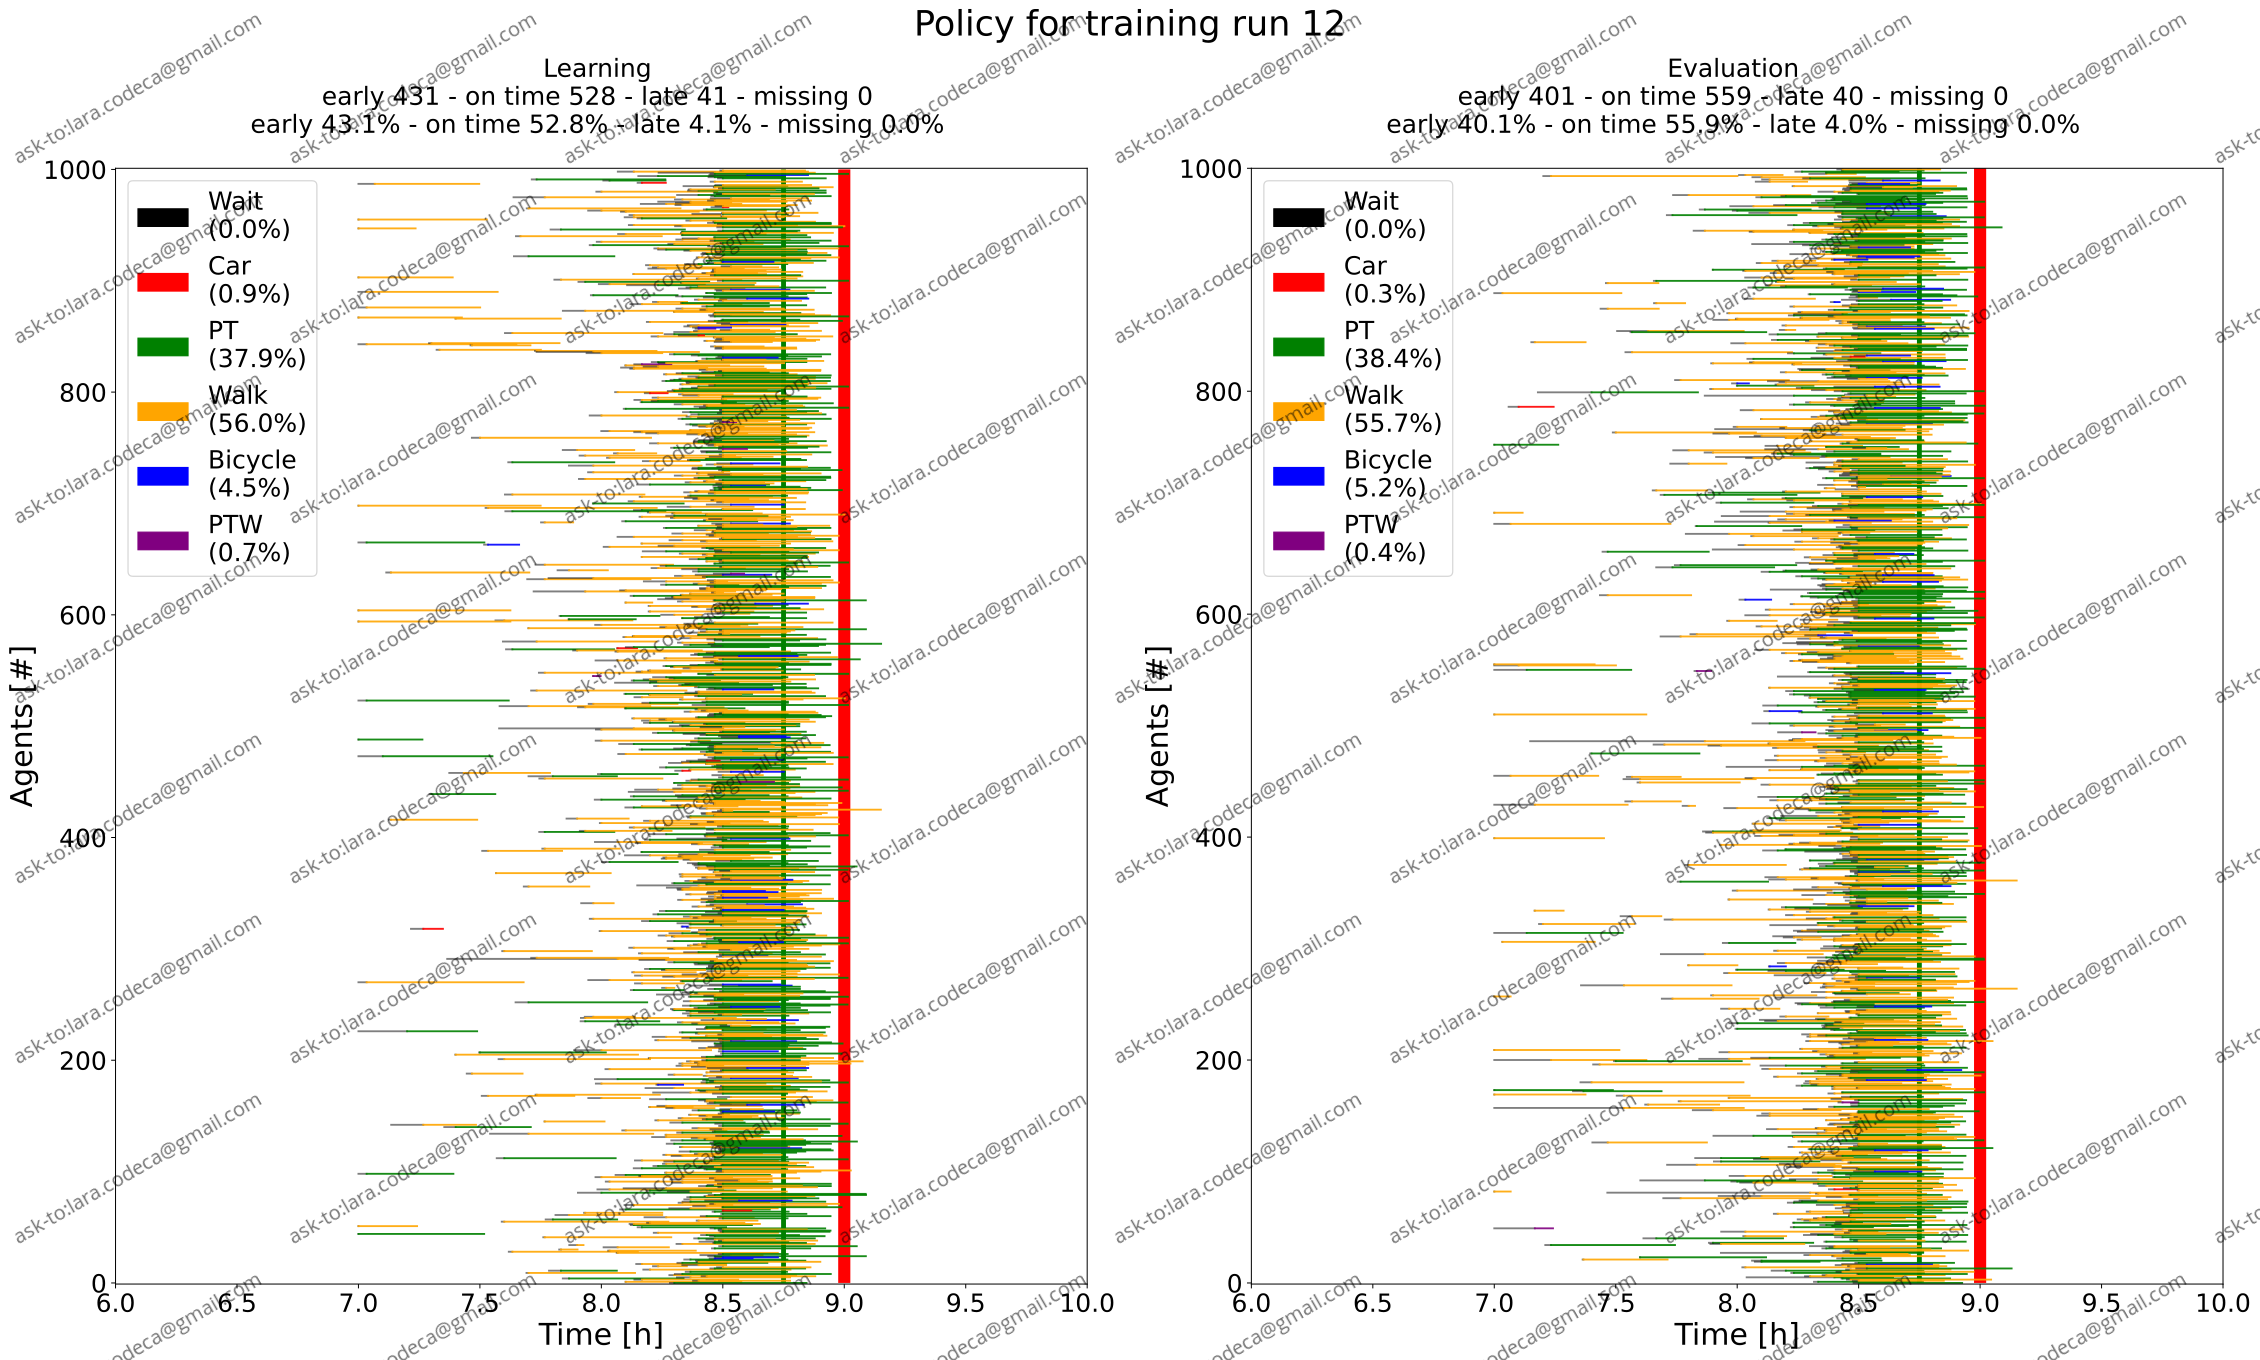 Policy for training run 12
Learning
early 431 - on time 528 - late 41 - missing 0
early 43.1% - on time 52.8% - late 4.1% - missing 0.0%
Agents [#]
1000
800
600
400
200
0
Wait
(0.0%)
Car
(0.9%)
PT
(37.9%)
Walk
(56.0%)
Bicycle
(4.5%)
PTW
(0.7%)
6.0 6.5 7.0 7.5 8.0 8.5 9.0 9.5 10.0
Time [h]
Evaluation
early 401 - on time 559 - late 40 - missing 0
early 40.1% - on time 55.9% - late 4.0% - missing 0.0%
Agents [#]
1000
800
600
400
200
0
Wait
(0.0%)
Car
(0.3%)
PT
(38.4%)
Walk
(55.7%)
Bicycle
(5.2%)
PTW
(0.4%)
6.0 6.5 7.0 7.5 8.0 8.5 9.0 9.5 10.0
Time [h]
ask-to:lara.codeca@gmail.com